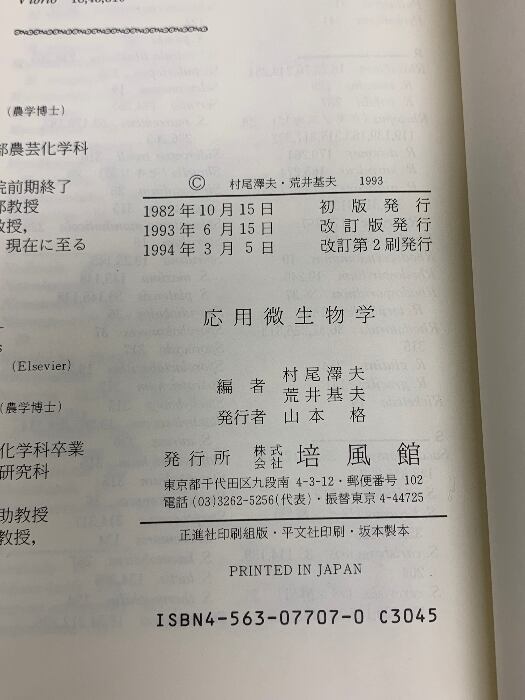 Vibrio
(農学博士)
部農芸化学科
院前期終了
部教授
教授,
現在に至る
(Elsevier)
(農学博士)
化学科卒業
研究科
助教授
教授,
Ⓒ 村尾澤夫・荒井基夫 1993
1982年10月15日 初版発行
1993年6月15日 改訂版発行
1994年3月5日 改訂第2刷発行
応用微生物学
編者 村尾澤夫
荒井基夫
発行者 山本格
発行所 株式会社 培風館
東京都千代田区九段南4-3-12・郵便番号102
電話(03)3262-5256(代表)・振替東京4-44725
正進社印刷組版・平文社印刷・坂本製本
PRINTED IN JAPAN
ISBN4-563-07707-0 C3045